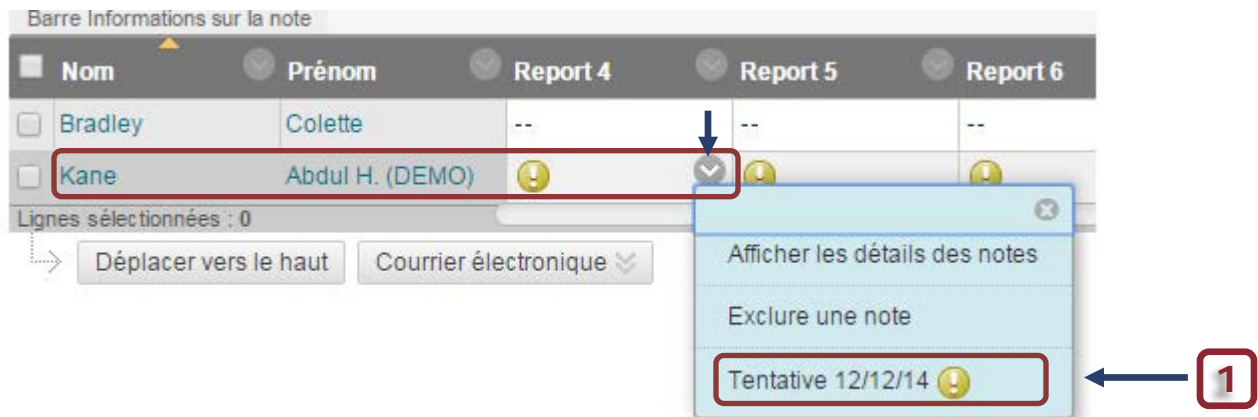 Barre Informations sur la note
Nom Prénom Report 4 Report 5 Report 6
Bradley Colette -- -- --
Kane Abdul H. (DEMO)
Lignes sélectionnées : 0
Déplacer vers le haut Courrier électronique
Afficher les détails des notes
Exclure une note
Tentative 12/12/14
1